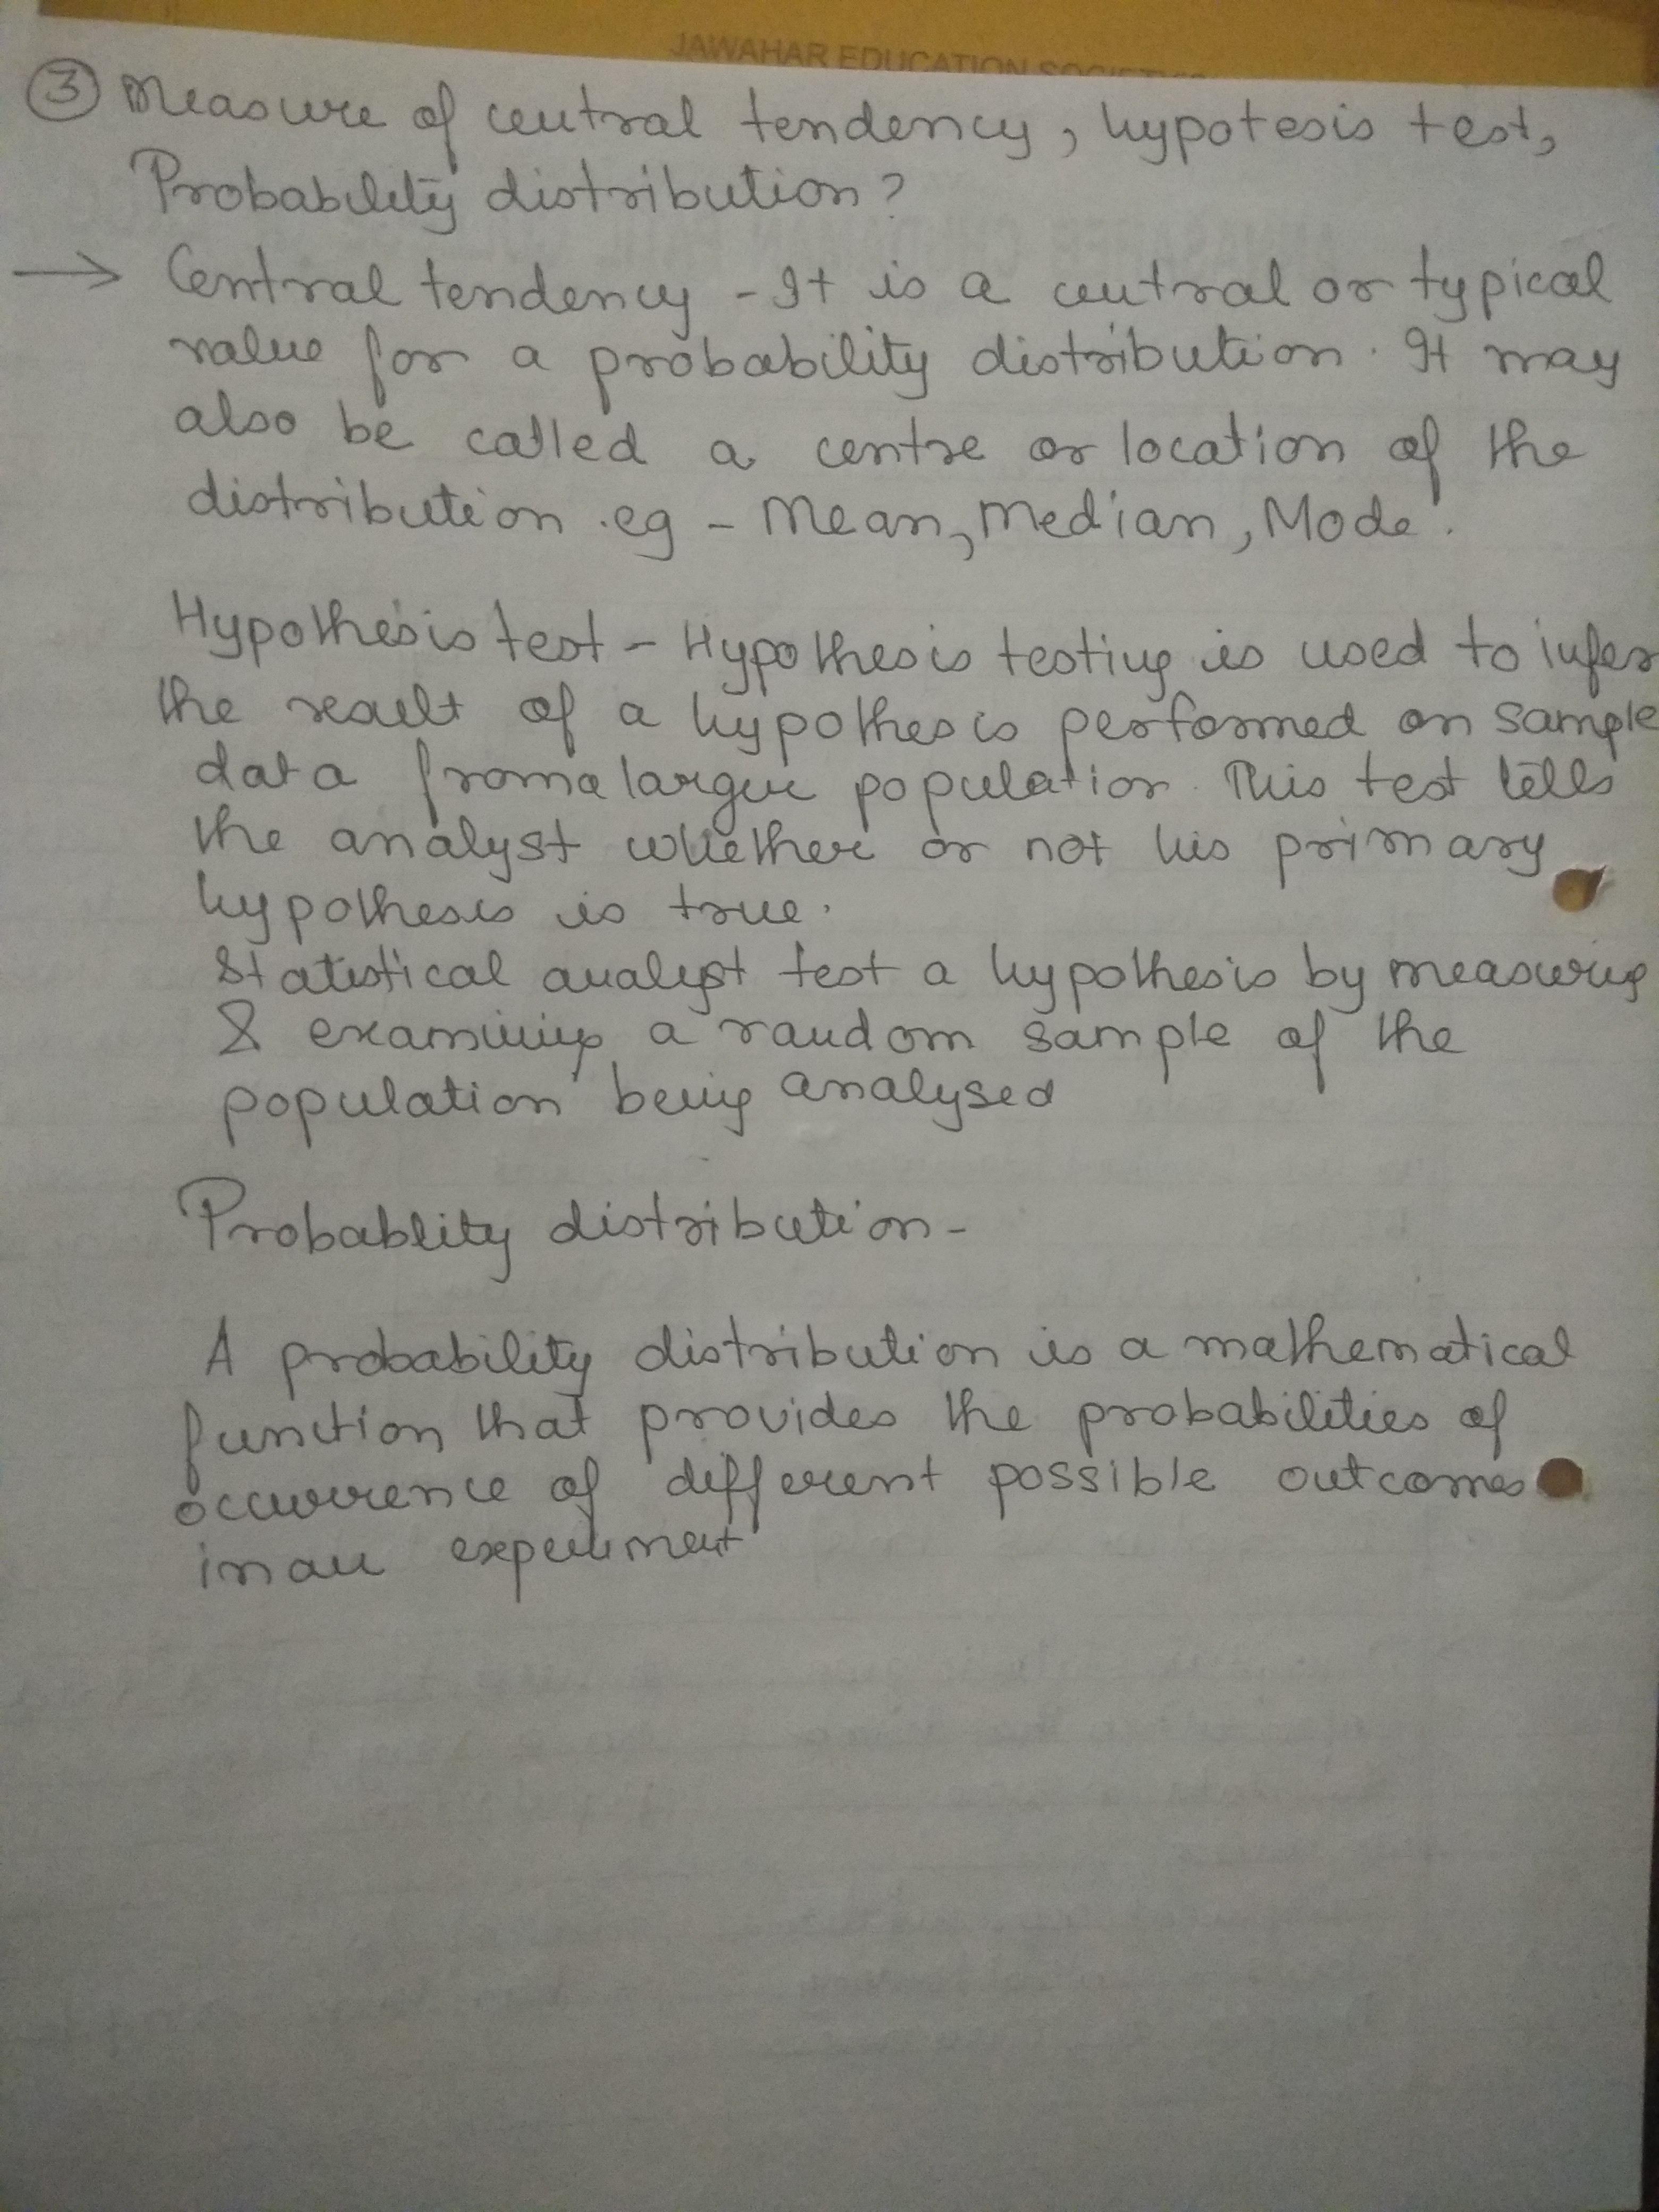 JAWAHAR EDUCATION
③ Measure of central tendency, hypotesis test,
Probability distribution?
→ Central tendency - It is a central or typical
value for a probability distribution. It may
also be called a centre or location of the
distribution .eg - Mean, Median, Mode.
Hypothesis test - Hypothesis testing is used to infer
the result of a hypothesis performed on sample
data from a larger population. This test tells
the analyst whether or not his primary
hypothesis is true.
Statistical analyst test a hypothesis by measuring
& examining a random sample of the
population being analysed
Probablity distribution -
A probability distribution is a mathematical
function that provides the probabilities of
occurrence of different possible outcomes
in an experiment